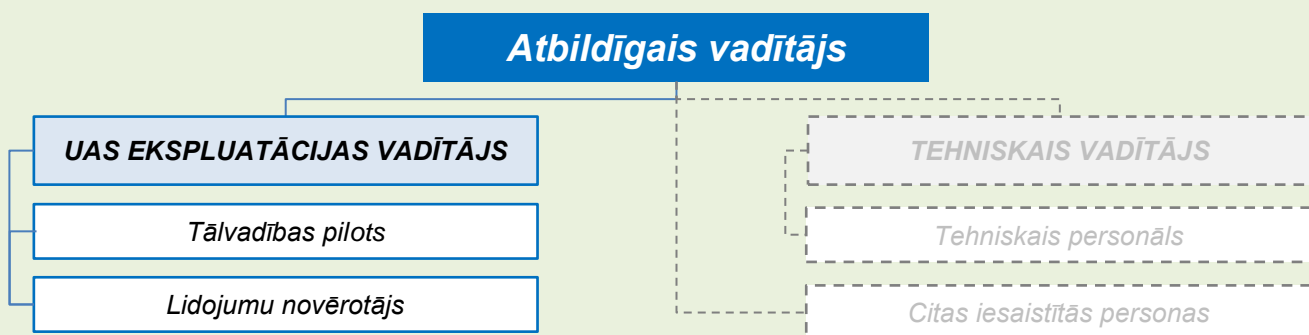 Atbildīgais vadītājs
UAS EKSPLUATĀCIJAS VADĪTĀJS
TEHNISKAIS VADĪTĀJS
Tālvadības pilots
Tehniskais personāls
Lidojumu novērotājs
Citas iesaistītās personas